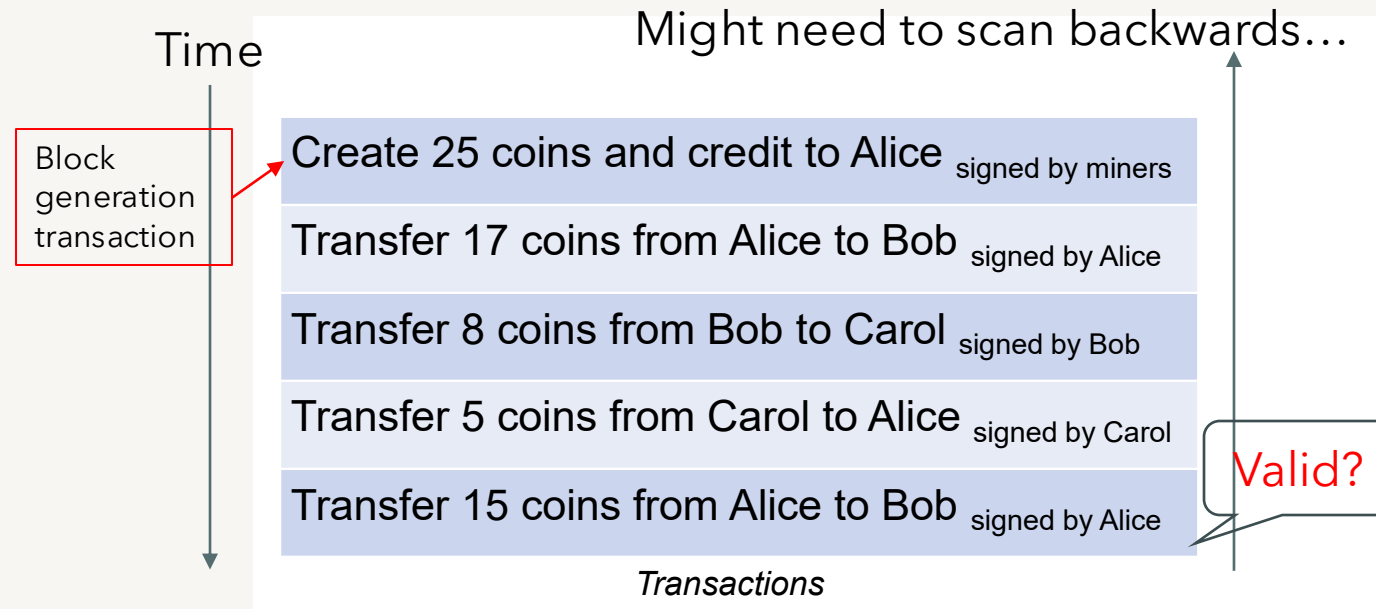 Time
Might need to scan backwards…
Block
generation
transaction
Create 25 coins and credit to Alice signed by miners
Transfer 17 coins from Alice to Bob signed by Alice
Transfer 8 coins from Bob to Carol signed by Bob
Transfer 5 coins from Carol to Alice signed by Carol
Transfer 15 coins from Alice to Bob signed by Alice
Valid?
Transactions